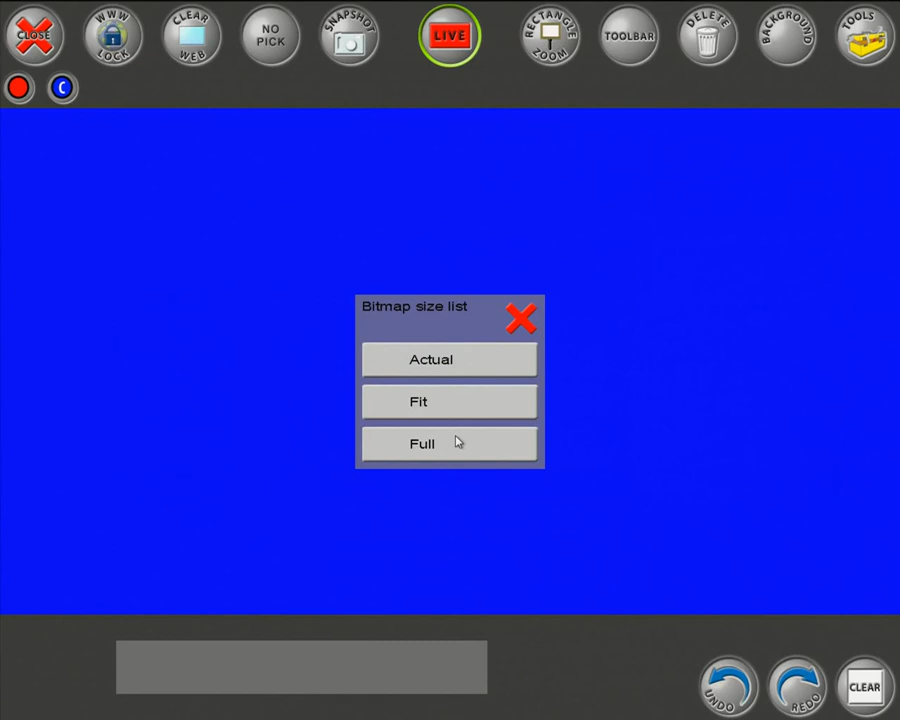 CLOSE
WWW
LOCK
CLEAR
WEB
NO
PICK
SNAPSHOT
LIVE
RECTANGLE
ZOOM
TOOLBAR
DELETE
BACKGROUND
TOOLS
C
Bitmap size list
Actual
Fit
Full
UNDO
REDO
CLEAR